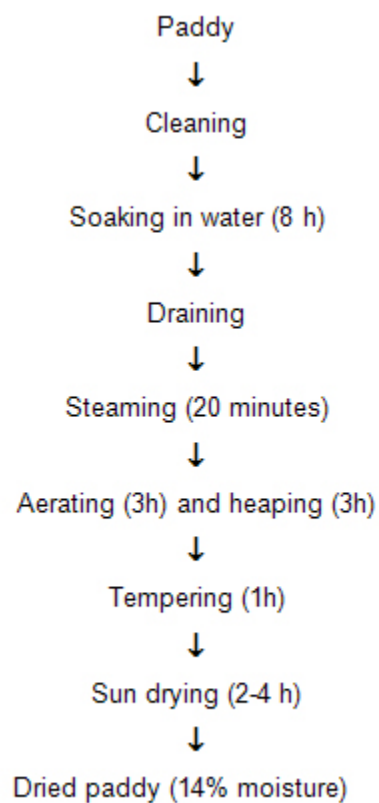 Paddy
↓
Cleaning
↓
Soaking in water (8 h)
↓
Draining
↓
Steaming (20 minutes)
↓
Aerating (3h) and heaping (3h)
↓
Tempering (1h)
↓
Sun drying (2-4 h)
↓
Dried paddy (14% moisture)